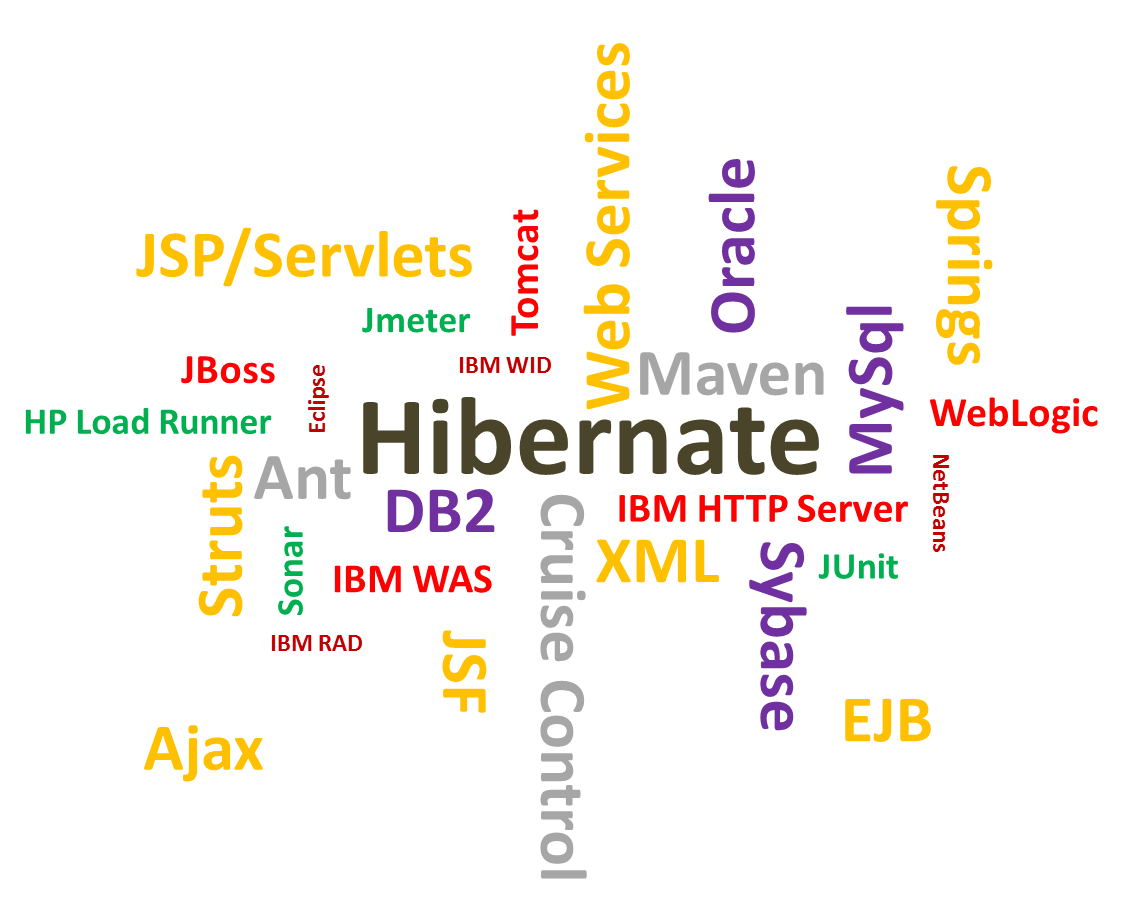 Web Services
Oracle
Springs
JSP/Servlets
Tomcat
Jmeter
MySql
IBM WID
Maven
JBoss
Eclipse
Hibernate
WebLogic
HP Load Runner
Struts
Ant
DB2
Cruise Control
IBM HTTP Server
NetBeans
Sonar
IBM WAS
XML
Sybase
JUnit
IBM RAD
JSF
EJB
Ajax